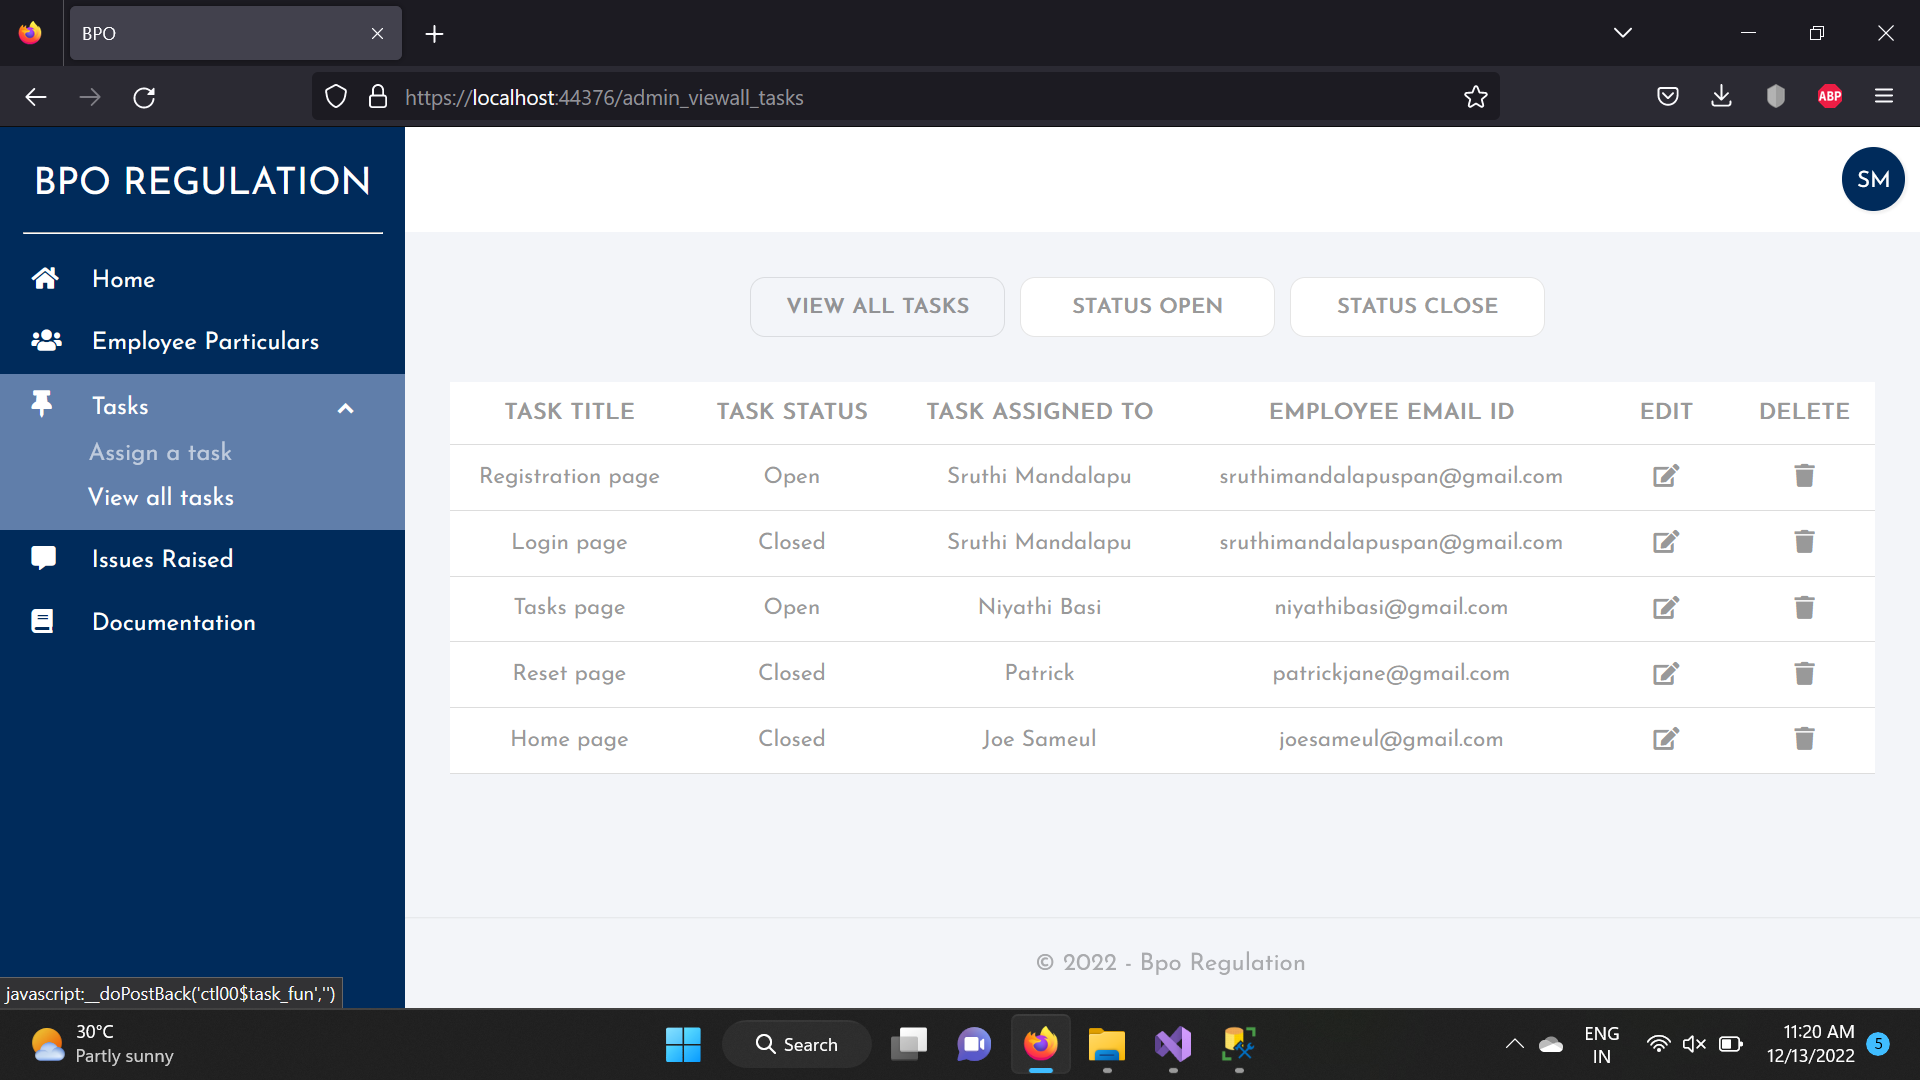 BPO
https://localhost:44376/admin_viewall_tasks
ABP
BPO REGULATION
SM
Home
Employee Particulars
Tasks
Assign a task
View all tasks
Issues Raised
Documentation
VIEW ALL TASKS STATUS OPEN STATUS CLOSE
TASK TITLE TASK STATUS TASK ASSIGNED TO EMPLOYEE EMAIL ID EDIT DELETE
Registration page Open Sruthi Mandalapu sruthimandalapuspan@gmail.com
Login page Closed Sruthi Mandalapu sruthimandalapuspan@gmail.com
Tasks page Open Niyathi Basi niyathibasi@gmail.com
Reset page Closed Patrick patrickjane@gmail.com
Home page Closed Joe Sameul joesameul@gmail.com
© 2022 - Bpo Regulation
javascript:__doPostBack('ctl00$task_fun','')
30°C
Partly sunny
Search
ENG
IN
11:20 AM
12/13/2022
5